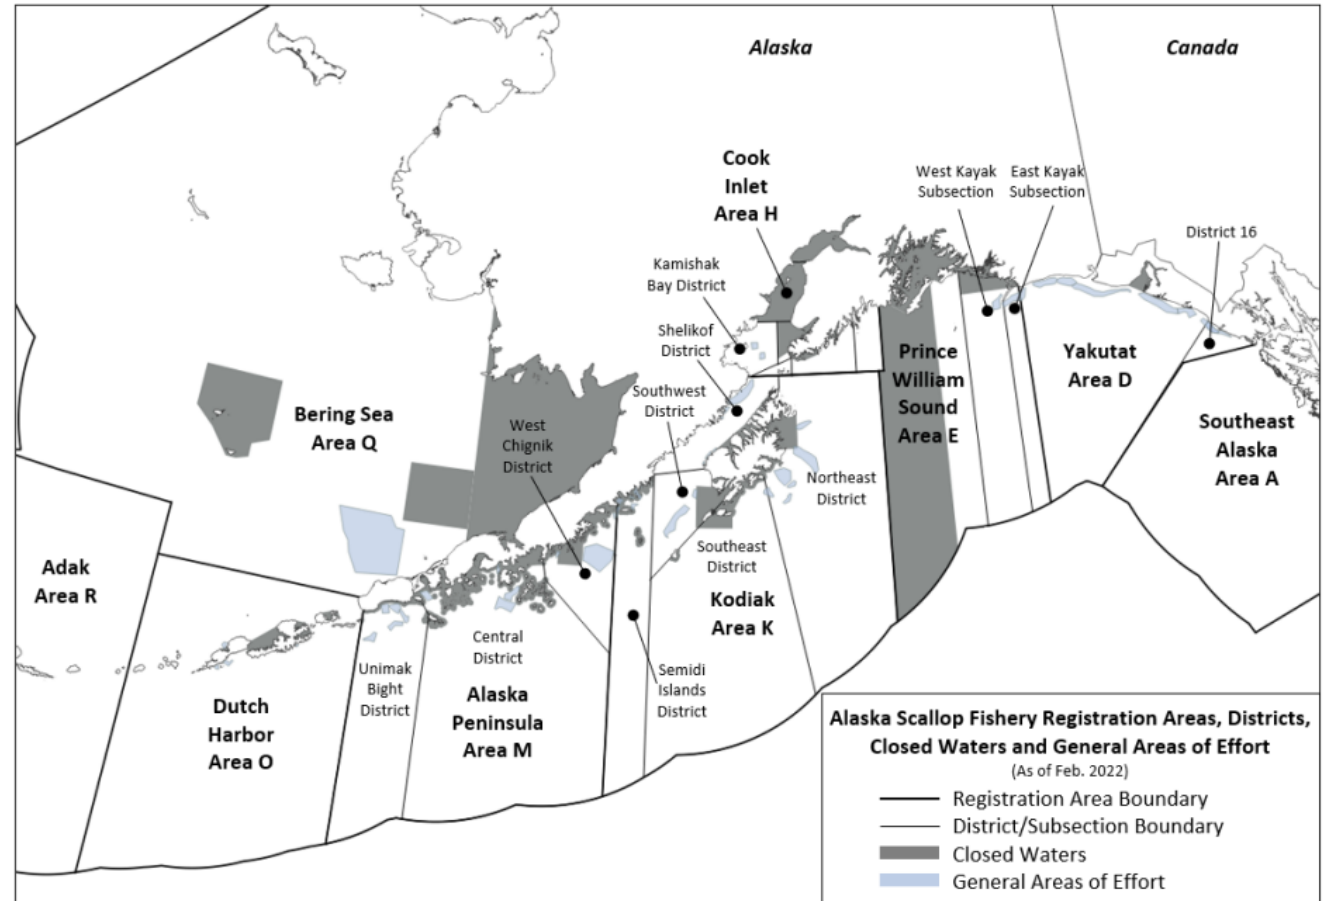 Alaska
Canada
Cook
Inlet
Area H
West Kayak
Subsection
East Kayak
Subsection
District 16
Kamishak
Bay District
Shelikof
District
Southwest
District
West
Chignik
District
Bering Sea
Area Q
Prince
William
Sound
Area E
Yakutat
Area D
Southeast
Alaska
Area A
Northeast
District
Southeast
District
Kodiak
Area K
Adak
Area R
Central
District
Unimak
Bight
District
Semidi
Islands
District
Alaska
Peninsula
Area M
Dutch
Harbor
Area O
Alaska Scallop Fishery Registration Areas, Districts,
Closed Waters and General Areas of Effort
(As of Feb. 2022)
Registration Area Boundary
District/Subsection Boundary
Closed Waters
General Areas of Effort